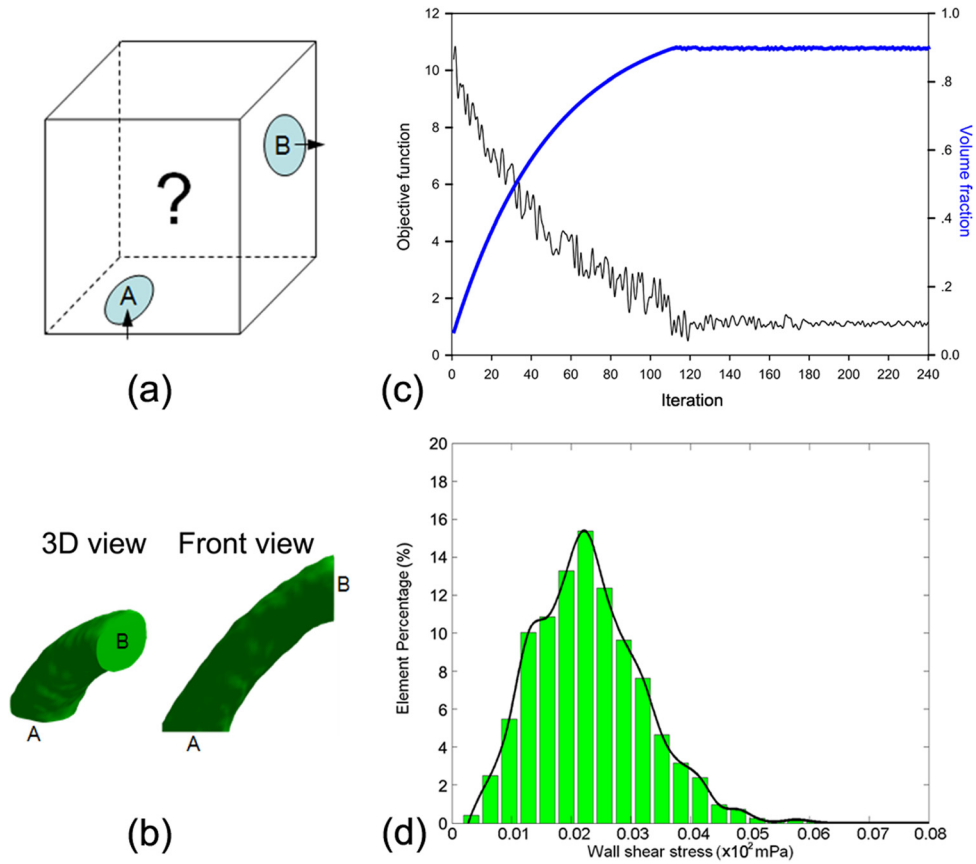 B
?
A
(a)
12
10
8
6
4
2
0
Objective function
1.0
.8
.6
.4
.2
0.0
Volume fraction
0 20 40 60 80 100 120 140 160 180 200 220 240
Iteration
(c)
3D view Front view
B
A
B
A
(b)
20
18
16
14
12
10
8
6
4
2
0
Element Percentage (%)
0 0.01 0.02 0.03 0.04 0.05 0.06 0.07 0.08
Wall shear stress (x10² mPa)
(d)